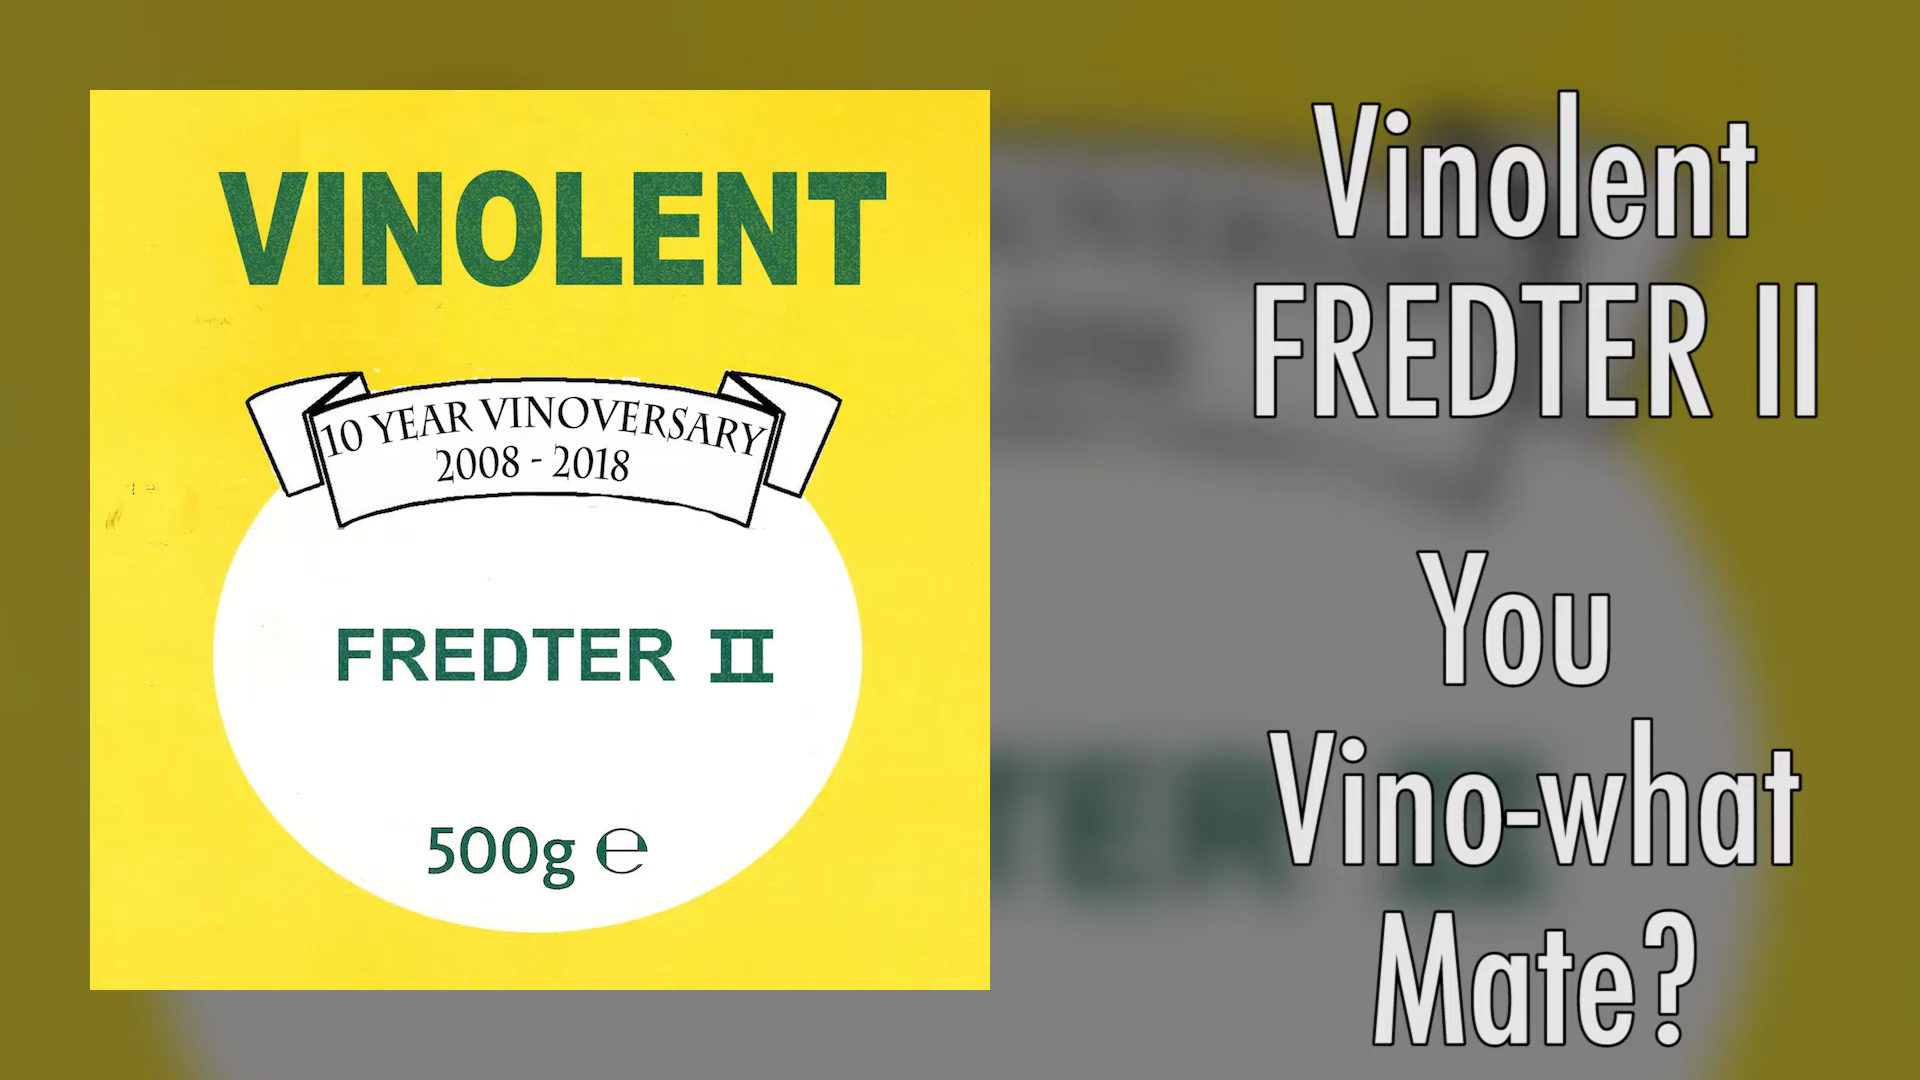 VINOLENT
10 YEAR VINOVERSARY
2008 - 2018
FREDTER II
500g ℮
Vinolent
FREDTER II
You
Vino-what
Mate?